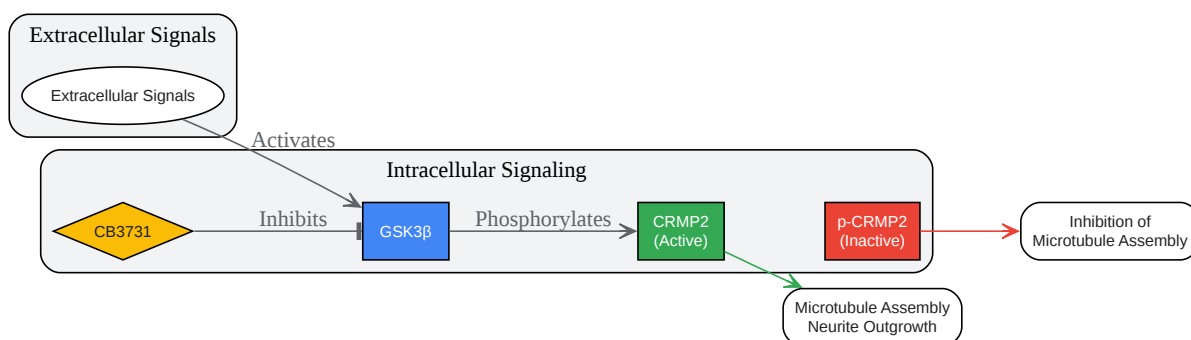 Extracellular Signals
Extracellular Signals
Activates
Intracellular Signaling
CB3731
Inhibits
GSK3β
Phosphorylates
CRMP2
(Active)
p-CRMP2
(Inactive)
Inhibition of
Microtubule Assembly
Microtubule Assembly
Neurite Outgrowth